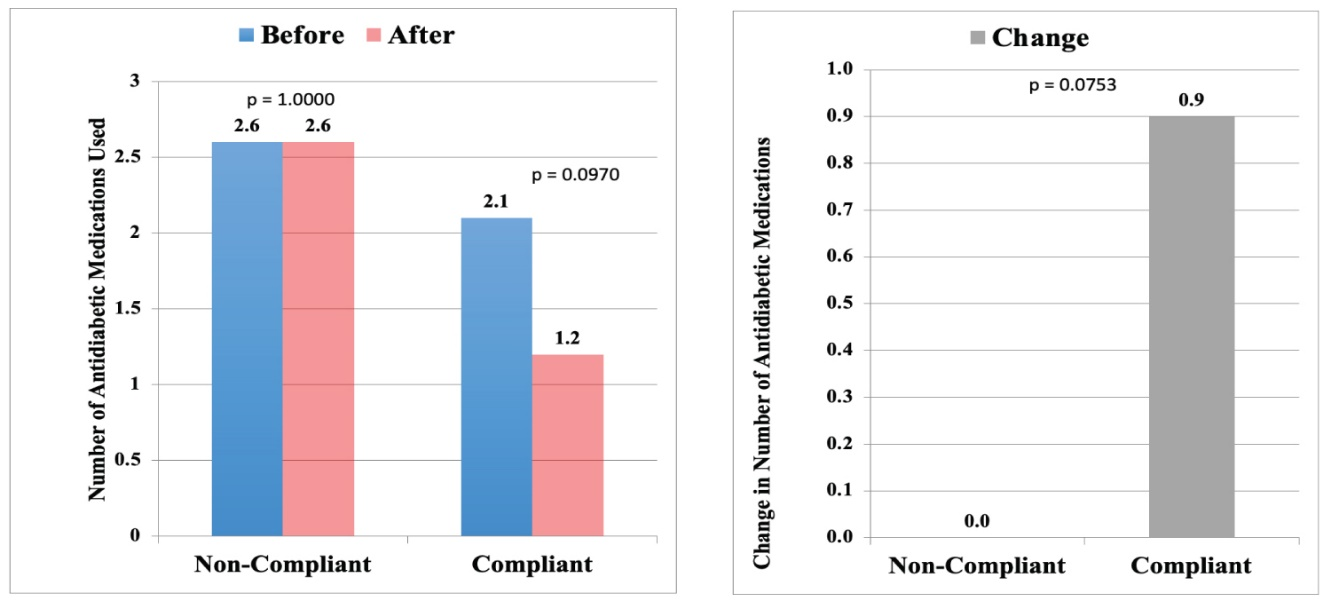 Before After
Number of Antidiabetic Medications Used
3
2.5
2
1.5
1
0.5
0
p = 1.0000
2.6 2.6
p = 0.0970
2.1
1.2
Non-Compliant Compliant
Change
Change in Number of Antidiabetic Medications
1.0
0.9
0.8
0.7
0.6
0.5
0.4
0.3
0.2
0.1
0.0
p = 0.0753
0.9
0.0
Non-Compliant Compliant